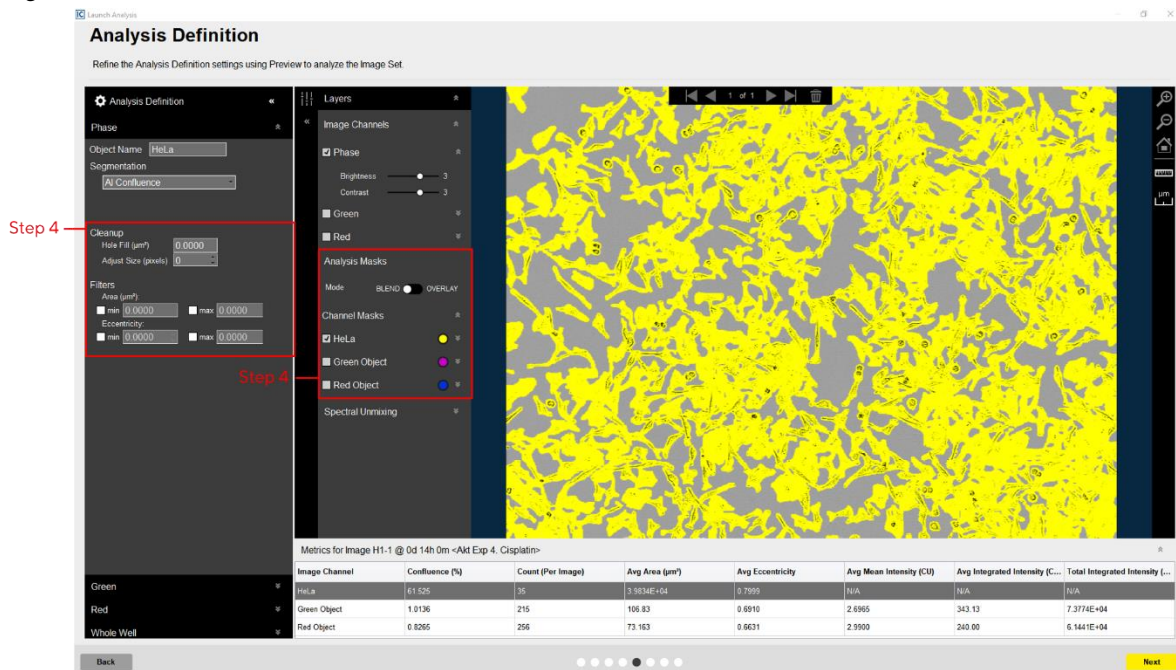 Launch Analysis
Analysis Definition
Refine the Analysis Definition settings using Preview to analyze the Image Set.
Analysis Definition
Phase
Object Name HeLa
Segmentation
AI Confluence
Step 4
Cleanup
Hole Fill (µm²) 0.0000
Adjust Size (pixels) 0
Filters
Area (µm²):
min 0.0000 max 0.0000
Eccentricity:
min 0.0000 max 0.0000
Green
Red
Whole Well
Layers
Image Channels
Phase
Brightness 3
Contrast 3
Green
Red
Analysis Masks
Mode BLEND OVERLAY
Channel Masks
HeLa
Green Object
Step 4
Red Object
Spectral Unmixing
1 of 1
µm
Metrics for Image H1-1 @ 0d 14h 0m <Akt Exp 4. Cisplatin>
Image Channel Confluence (%) Count (Per Image) Avg Area (µm²) Avg Eccentricity Avg Mean Intensity (CU) Avg Integrated Intensity (C... Total Integrated Intensity (...
HeLa 61.525 35 3.9834E+04 0.7999 N/A N/A N/A
Green Object 1.0136 215 106.83 0.6910 2.6965 343.13 7.3774E+04
Red Object 0.8265 256 73.163 0.6631 2.9900 240.00 6.1441E+04
Back
Next